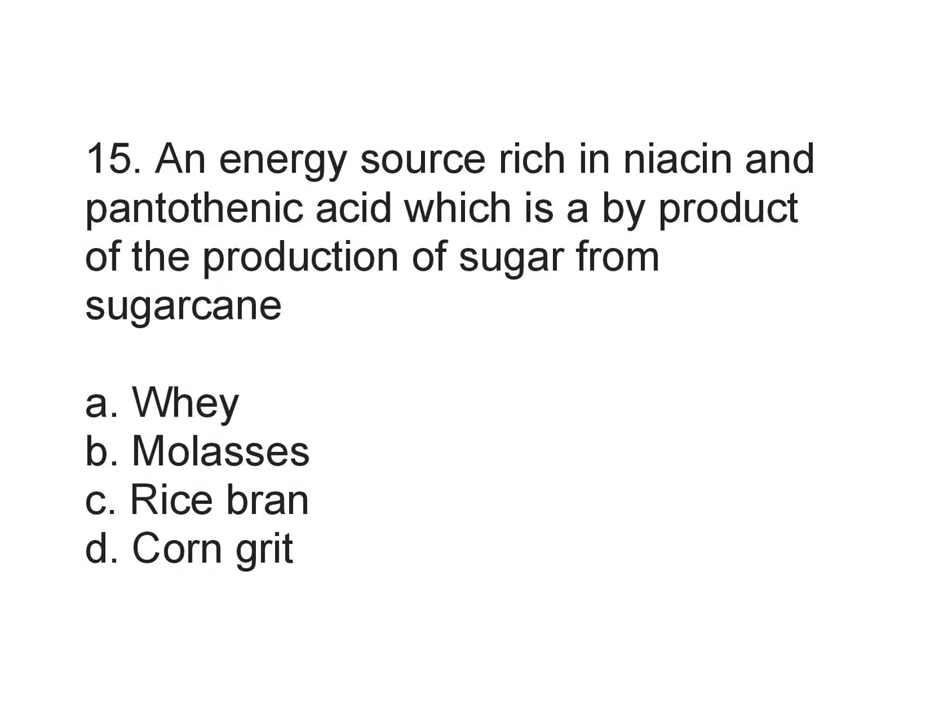 15. An energy source rich in niacin and
pantothenic acid which is a by product
of the production of sugar from
sugarcane
a. Whey
b. Molasses
c. Rice bran
d. Corn grit